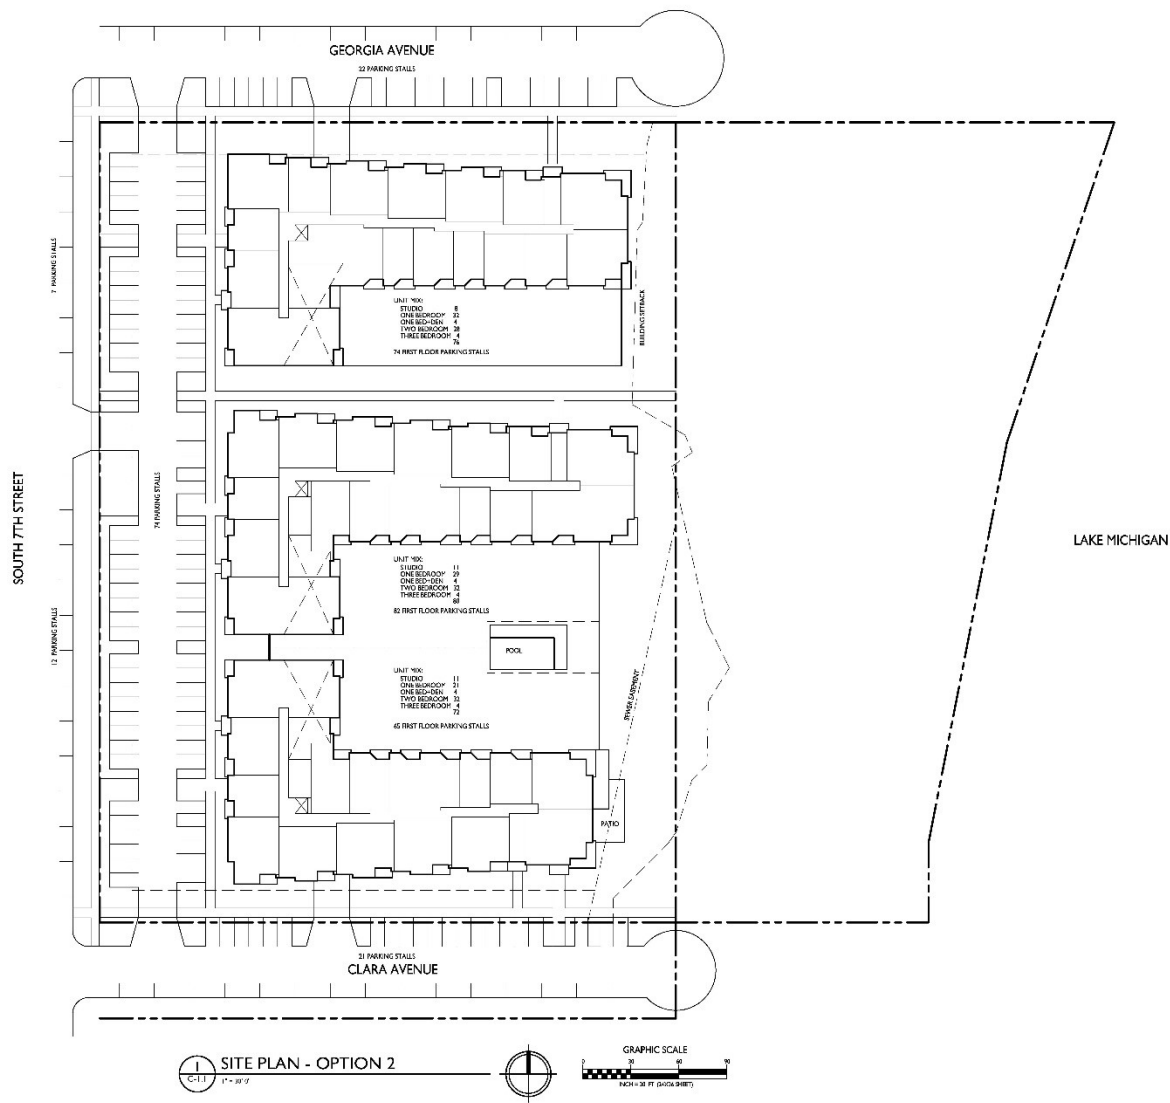 GEORGIA AVENUE
22 PARKING STALLS
7 PARKING STALLS
BUILDING SETBACK
UNIT MIX:
STUDIO 8
ONE BEDROOM 32
ONE BED+DEN 4
TWO BEDROOM 28
THREE BEDROOM 4
76
74 FIRST FLOOR PARKING STALLS
SOUTH 7TH STREET
74 PARKING STALLS
LAKE MICHIGAN
UNIT MIX:
STUDIO 11
ONE BEDROOM 29
ONE BED+DEN 4
TWO BEDROOM 32
THREE BEDROOM 4
80
82 FIRST FLOOR PARKING STALLS
12 PARKING STALLS
POOL
UNIT MIX:
STUDIO 11
ONE BEDROOM 21
ONE BED+DEN 4
TWO BEDROOM 32
THREE BEDROOM 4
72
65 FIRST FLOOR PARKING STALLS
SEWER EASEMENT
PATIO
21 PARKING STALLS
CLARA AVENUE
1
C-1.1
SITE PLAN - OPTION 2
1" = 30'-0"
GRAPHIC SCALE
0 30 60 90